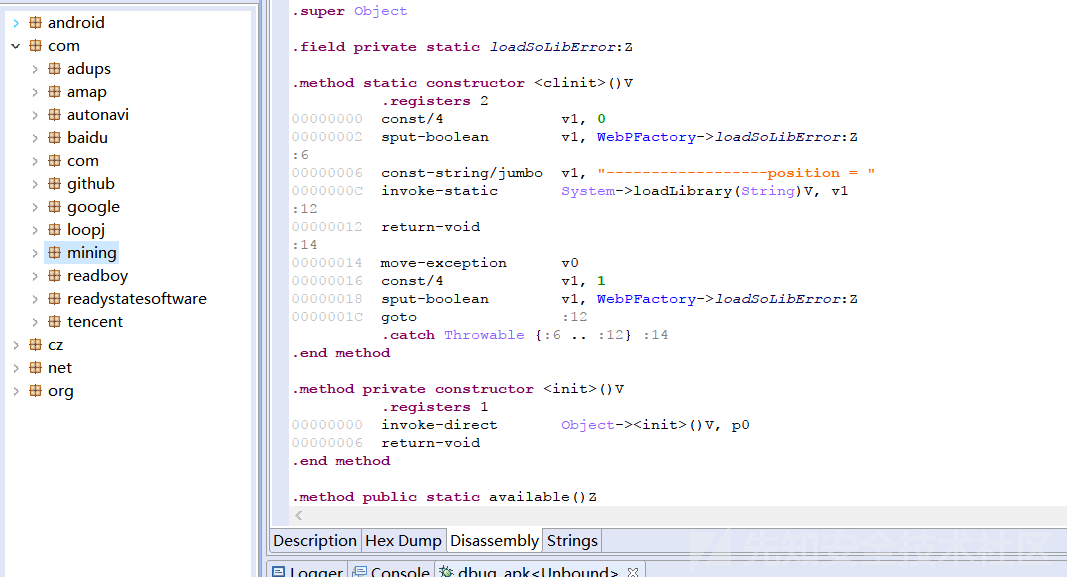 android
com
adups
amap
autonavi
baidu
com
github
google
loopj
mining
readboy
readystatesoftware
tencent
cz
net
org
.super Object
.field private static loadSoLibError:Z
.method static constructor <clinit>()V
.registers 2
00000000 const/4 v1, 0
00000002 sput-boolean v1, WebPFactory->loadSoLibError:Z
:6
00000006 const-string/jumbo v1, "------------------position = "
0000000C invoke-static System->loadLibrary(String)V, v1
:12
00000012 return-void
:14
00000014 move-exception v0
00000016 const/4 v1, 1
00000018 sput-boolean v1, WebPFactory->loadSoLibError:Z
0000001C goto :12
.catch Throwable {:6 .. :12} :14
.end method
.method private constructor <init>()V
.registers 1
00000000 invoke-direct Object-><init>()V, p0
00000006 return-void
.end method
.method public static available()Z
Description Hex Dump Disassembly Strings
Logger Console dbug.apk<Unbound>
先知安全技术社区